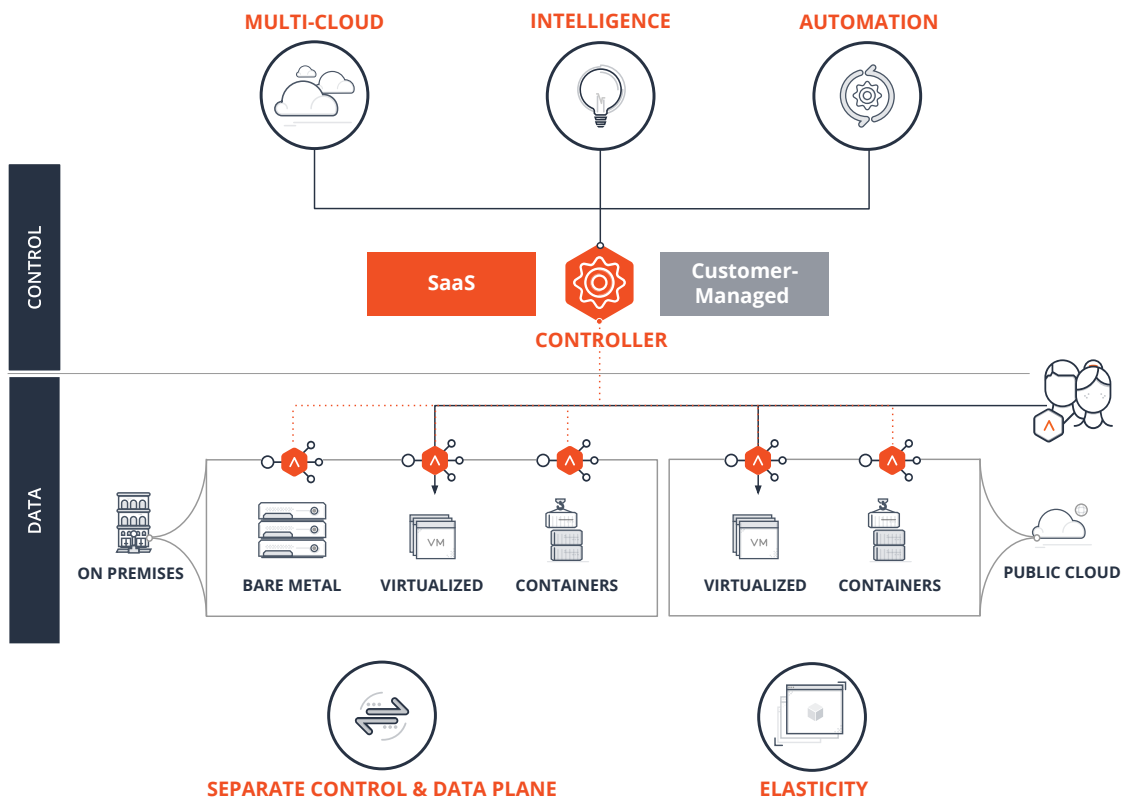 MULTI-CLOUD
INTELLIGENCE
AUTOMATION
CONTROL
SaaS
Customer-
Managed
CONTROLLER
DATA
VM
VM
ON PREMISES
BARE METAL
VIRTUALIZED
CONTAINERS
VIRTUALIZED
CONTAINERS
PUBLIC CLOUD
SEPARATE CONTROL & DATA PLANE
ELASTICITY